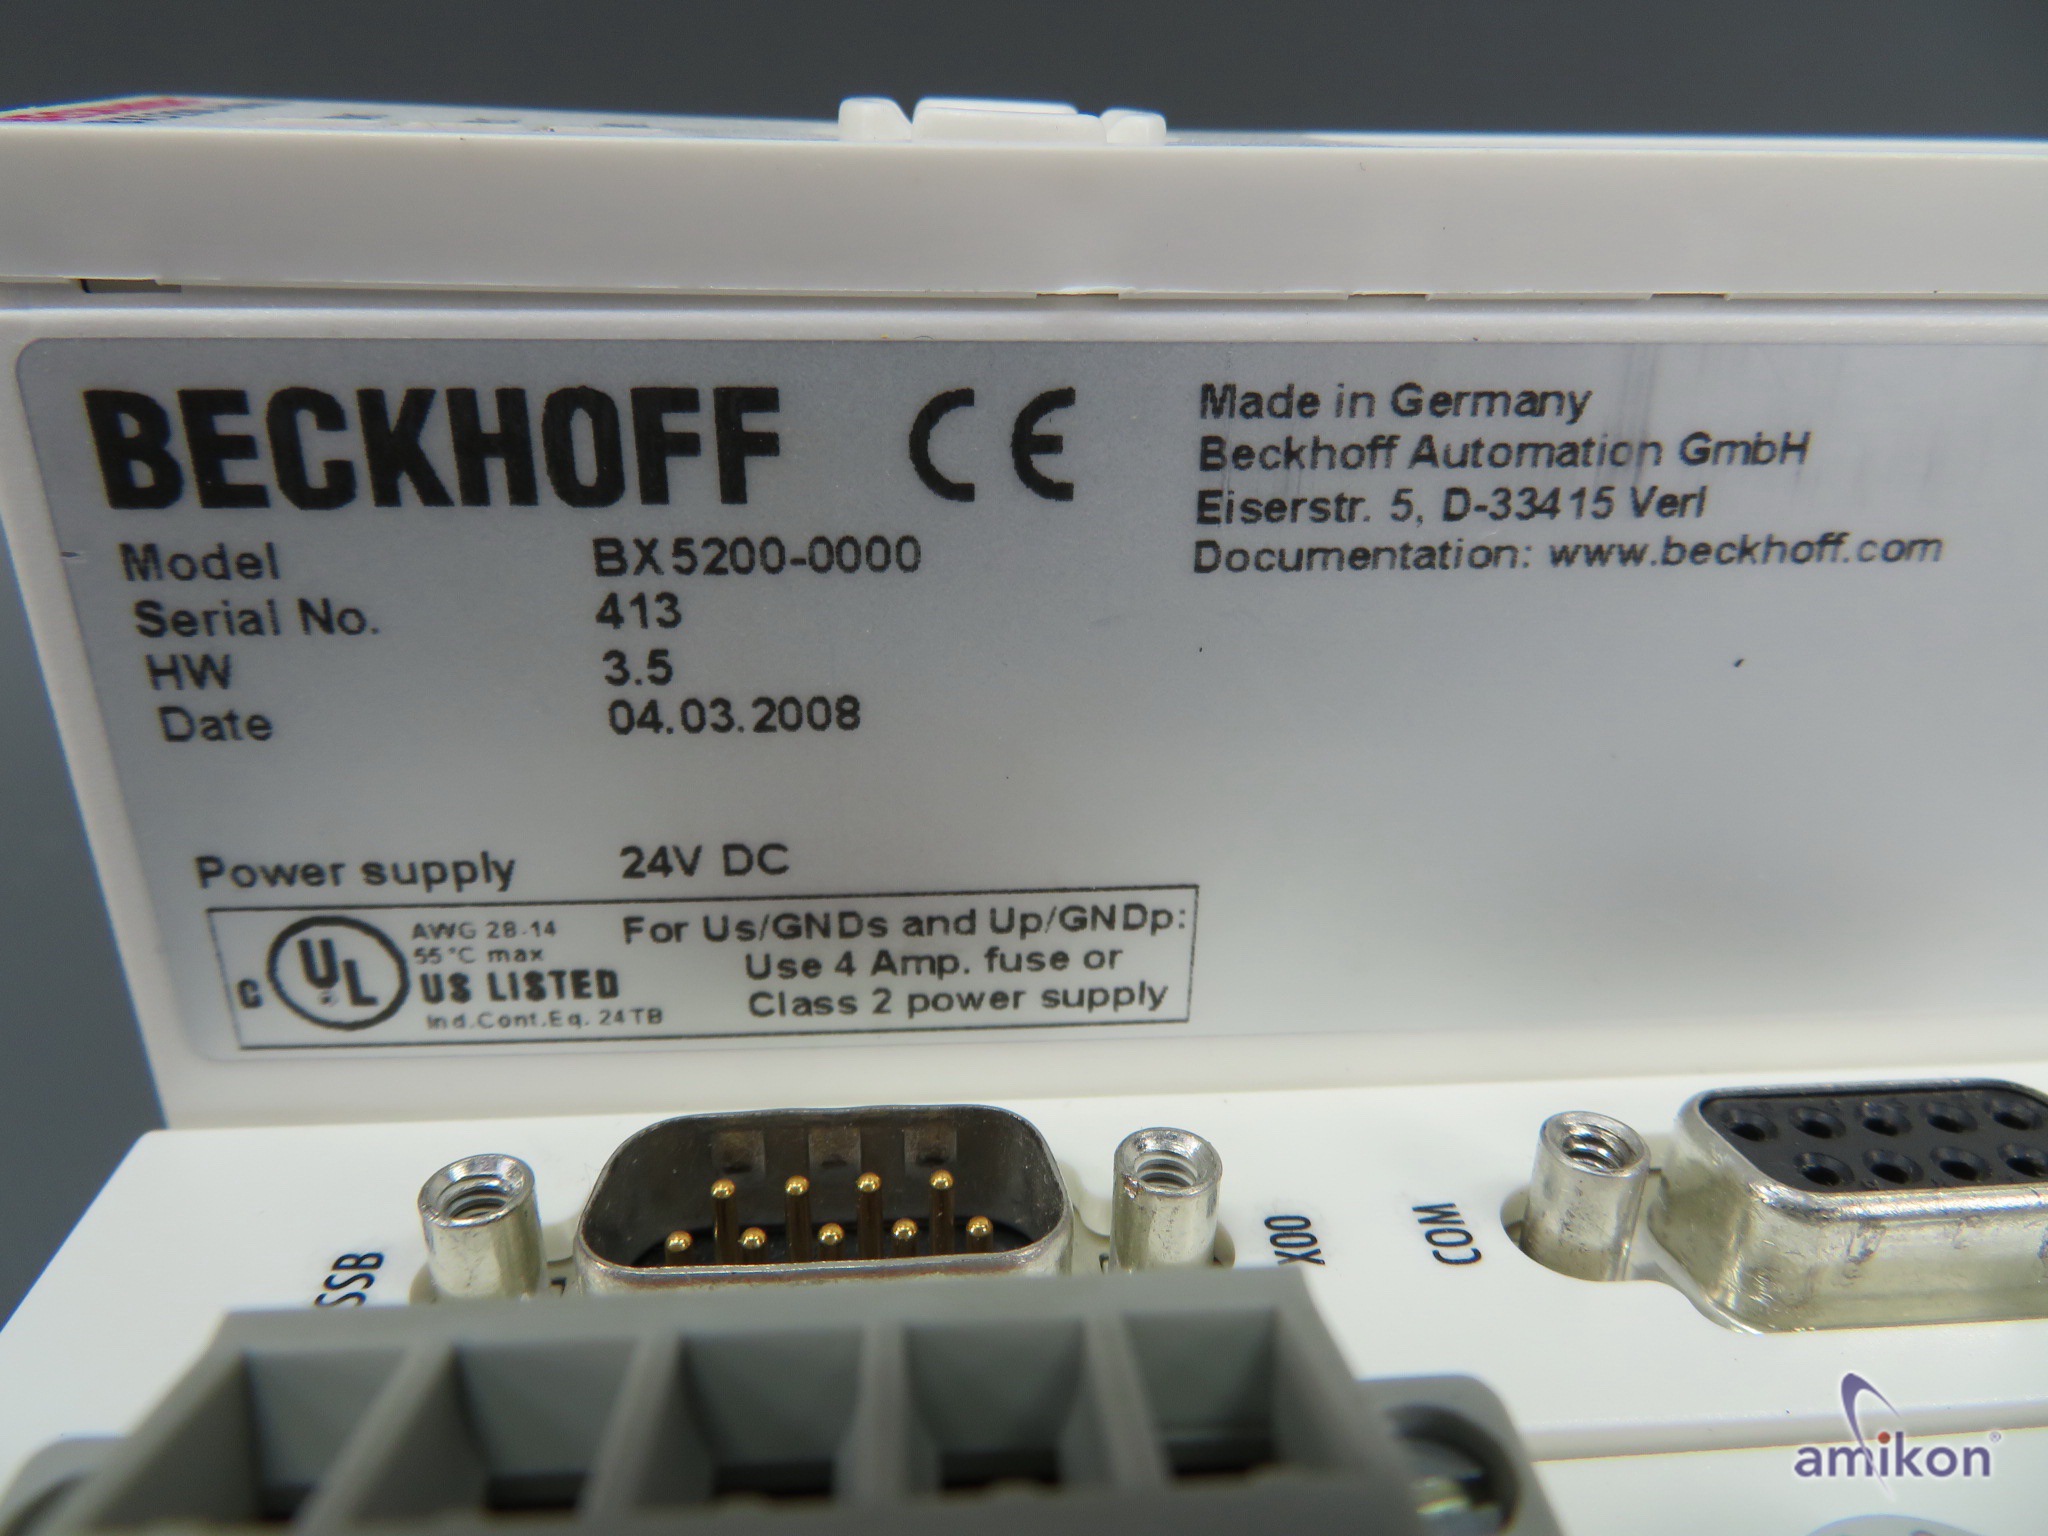 BECKHOFF CE
Made in Germany
Beckhoff Automation GmbH
Eiserstr. 5, D-33415 Verl
Documentation: www.beckhoff.com
Model BX5200-0000
Serial No. 413
HW 3.5
Date 04.03.2008
Power supply 24V DC
C UL ® US LISTED
AWG 28-14
55°C max
Ind.Cont.Eq. 24TB
For Us/GNDs and Up/GNDp:
Use 4 Amp. fuse or
Class 2 power supply
SSB
X00
COM
amikon®